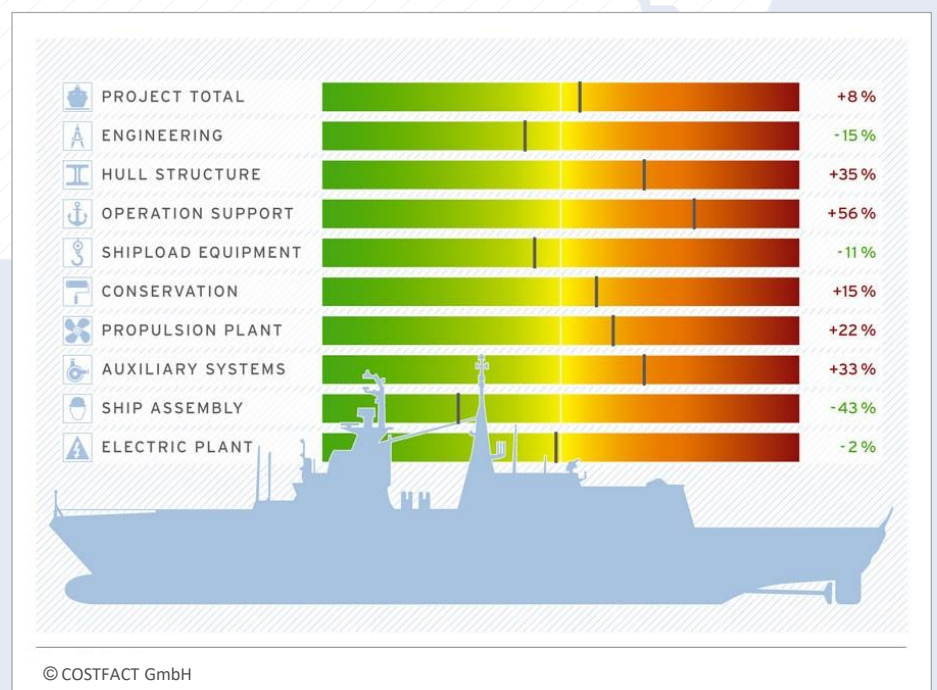 PROJECT TOTAL +8 %
ENGINEERING -15 %
HULL STRUCTURE +35 %
OPERATION SUPPORT +56 %
SHIPLOAD EQUIPMENT -11 %
CONSERVATION +15 %
PROPULSION PLANT +22 %
AUXILIARY SYSTEMS +33 %
SHIP ASSEMBLY -43 %
ELECTRIC PLANT -2 %
© COSTFACT GmbH